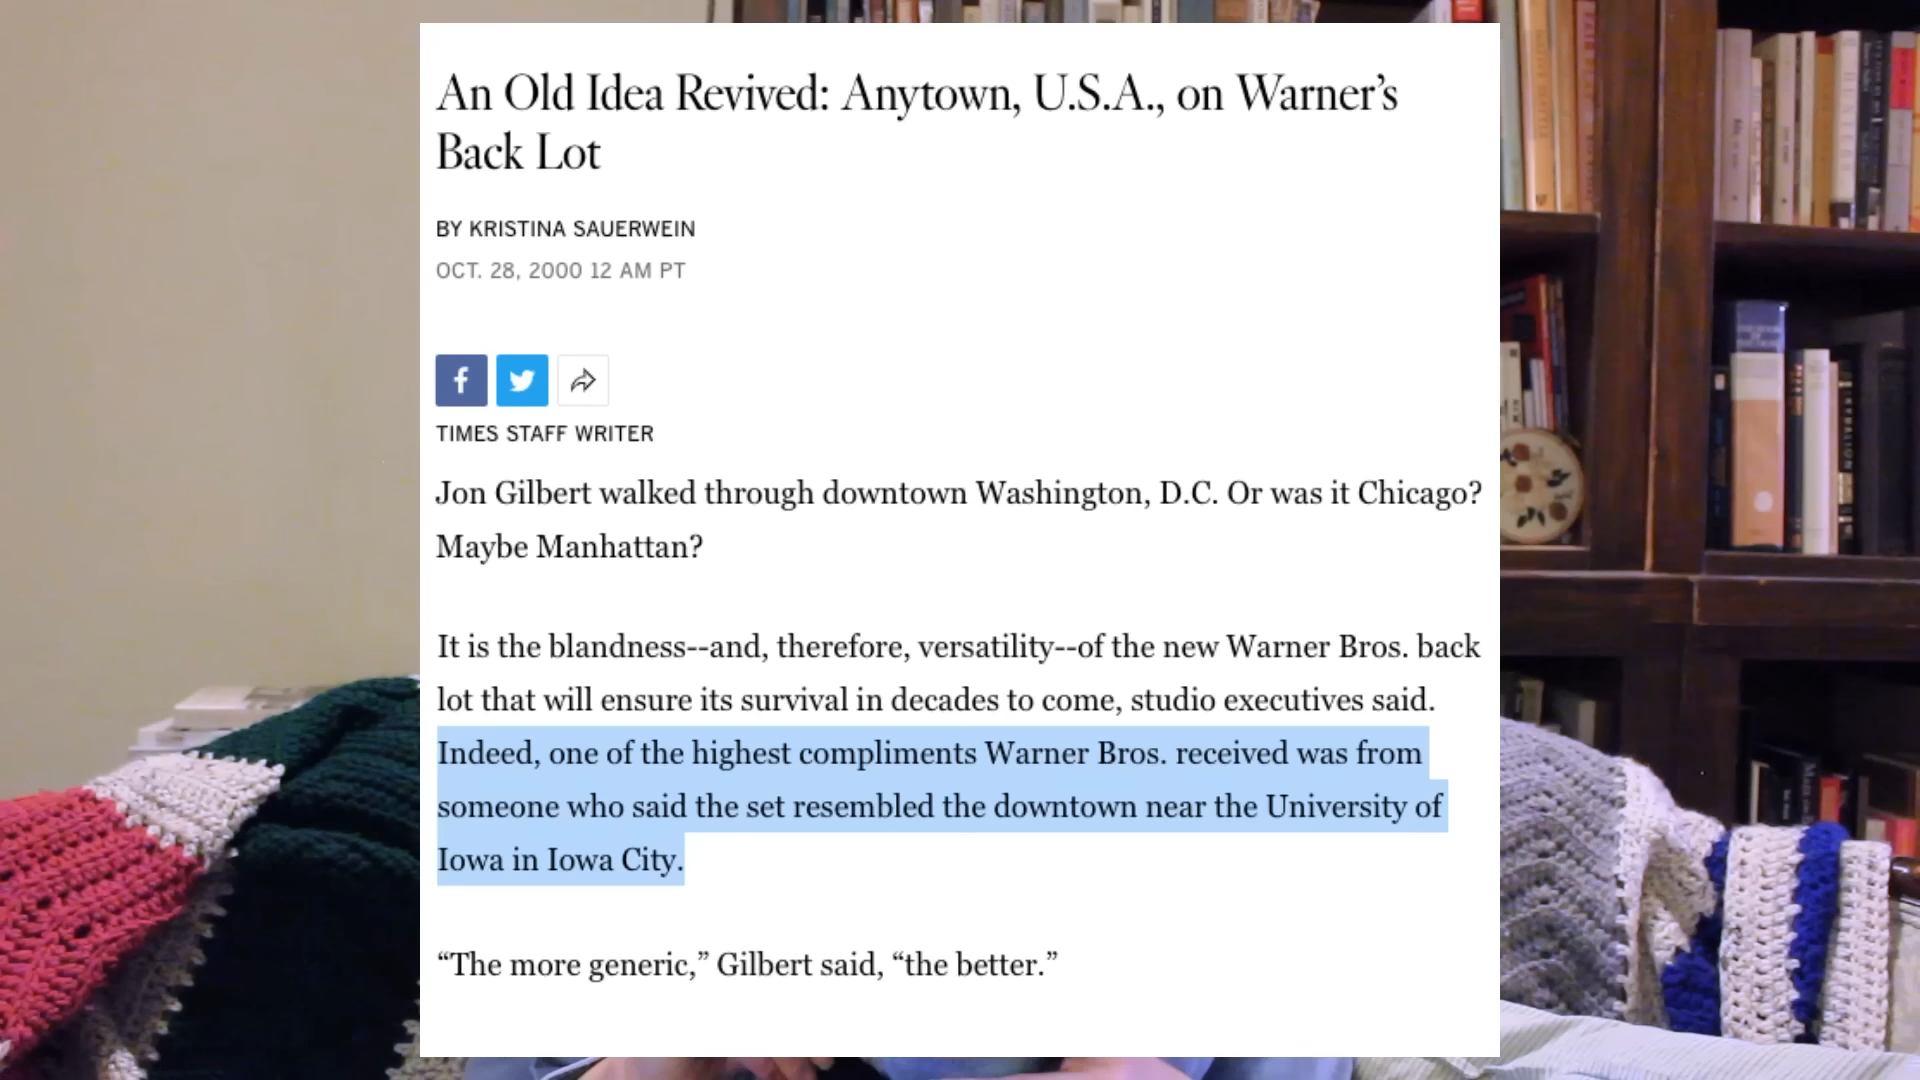 An Old Idea Revived: Anytown, U.S.A., on Warner’s
Back Lot
BY KRISTINA SAUERWEIN
OCT. 28, 2000 12 AM PT
TIMES STAFF WRITER
Jon Gilbert walked through downtown Washington, D.C. Or was it Chicago?
Maybe Manhattan?
It is the blandness--and, therefore, versatility--of the new Warner Bros. back
lot that will ensure its survival in decades to come, studio executives said.
Indeed, one of the highest compliments Warner Bros. received was from
someone who said the set resembled the downtown near the University of
Iowa in Iowa City.
“The more generic,” Gilbert said, “the better.”